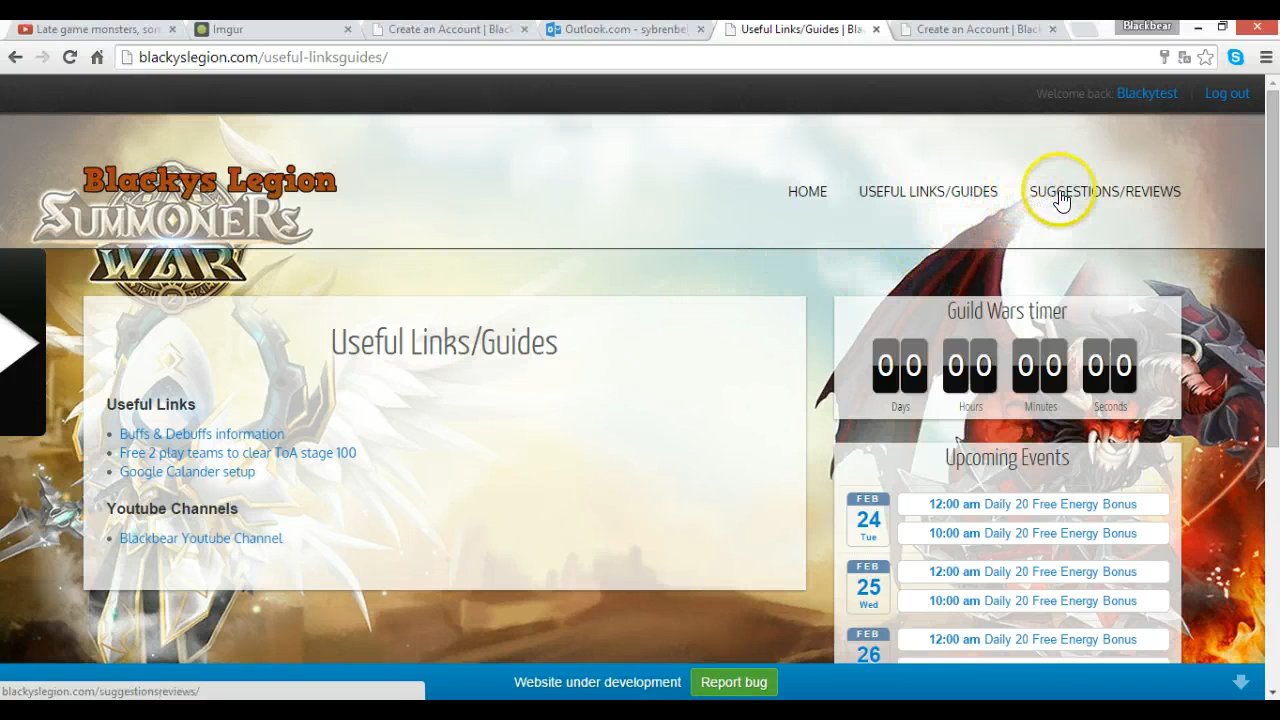 Late game monsters, som
Imgur
Create an Account | Blac
Outlook.com - sybrenbe
Useful Links/Guides | Bla
Create an Account | Blac
Blackbear
blackyslegion.com/useful-linksguides/
Welcome back: Blackytest
Log out
Blackys Legion
SUMMONERS
WAR
HOME
USEFUL LINKS/GUIDES
SUGGESTIONS/REVIEWS
Useful Links/Guides
Useful Links
Buffs & Debuffs information
Free 2 play teams to clear ToA stage 100
Google Calander setup
Youtube Channels
Blackbear Youtube Channel
Guild Wars timer
00 00 00 00
Days Hours Minutes Seconds
Upcoming Events
FEB
24
Tue
12:00 am Daily 20 Free Energy Bonus
10:00 am Daily 20 Free Energy Bonus
FEB
25
Wed
12:00 am Daily 20 Free Energy Bonus
10:00 am Daily 20 Free Energy Bonus
FEB
26
12:00 am Daily 20 Free Energy Bonus
Website under development
Report bug
blackyslegion.com/suggestionsreviews/